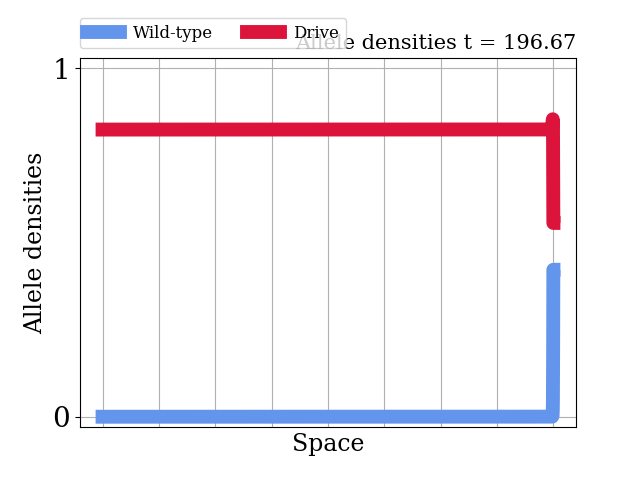 Wild-type
Drive
Allele densities t = 196.67
1
Allele densities
0
Space